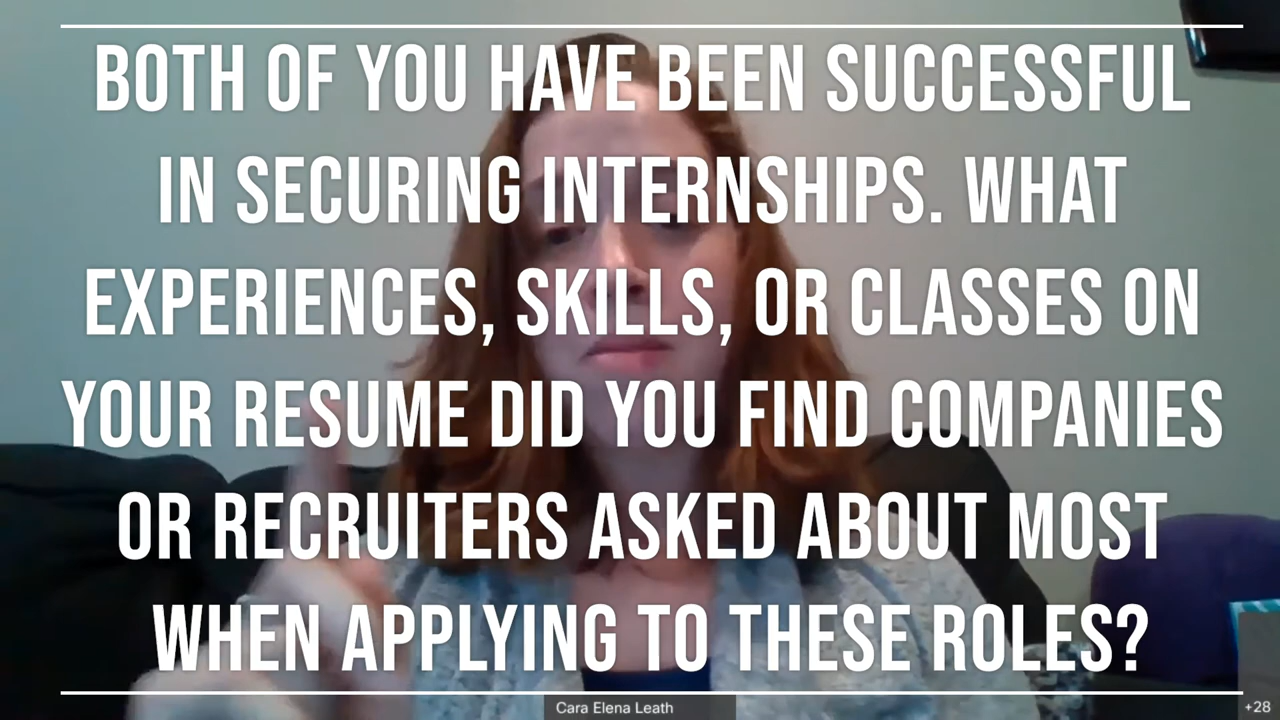 BOTH OF YOU HAVE BEEN SUCCESSFUL
IN SECURING INTERNSHIPS. WHAT
EXPERIENCES, SKILLS, OR CLASSES ON
YOUR RESUME DID YOU FIND COMPANIES
OR RECRUITERS ASKED ABOUT MOST
WHEN APPLYING TO THESE ROLES?
Cara Elena Leath
+28